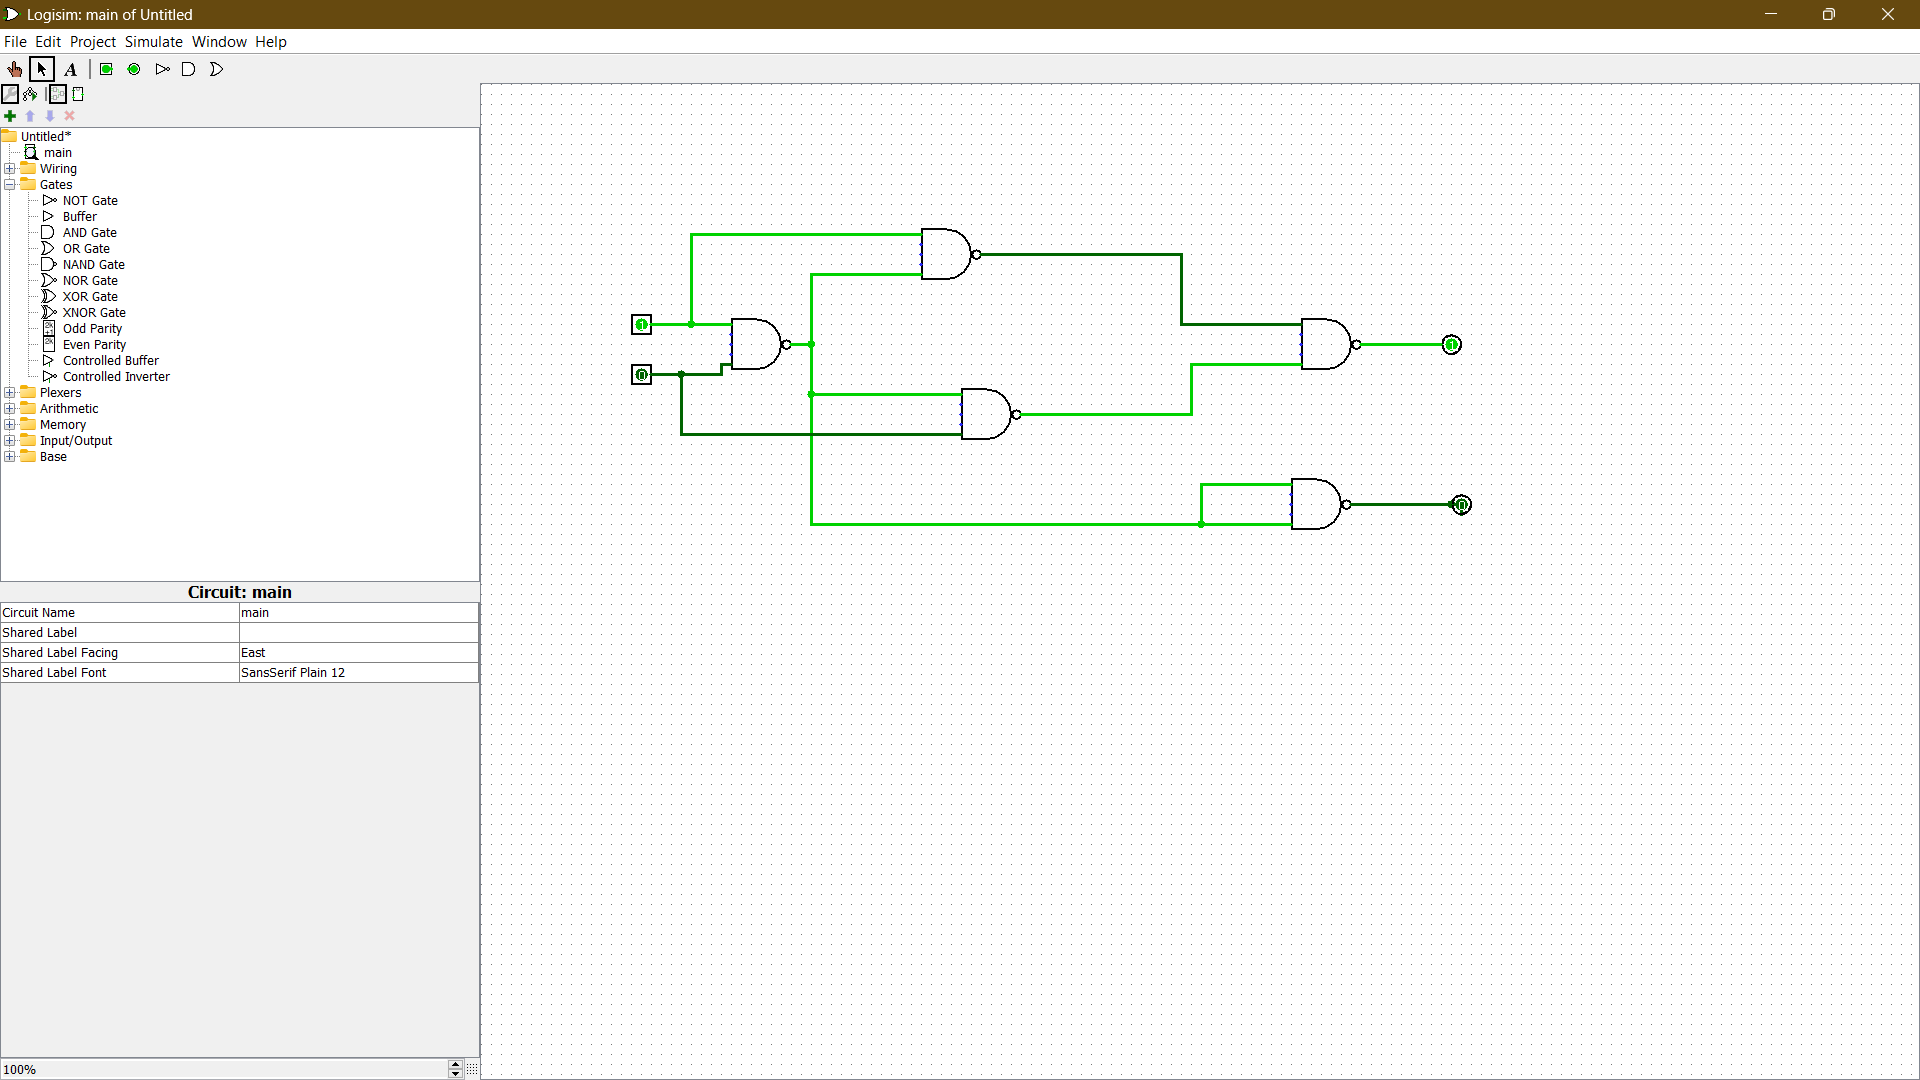 Logisim: main of Untitled
File Edit Project Simulate Window Help
A
Untitled*
main
Wiring
Gates
NOT Gate
Buffer
AND Gate
OR Gate
NAND Gate
NOR Gate
XOR Gate
XNOR Gate
Odd Parity
Even Parity
Controlled Buffer
Controlled Inverter
Plexers
Arithmetic
Memory
Input/Output
Base
1
0
1
0
Circuit: main
Circuit Name main
Shared Label
Shared Label Facing East
Shared Label Font SansSerif Plain 12
100%